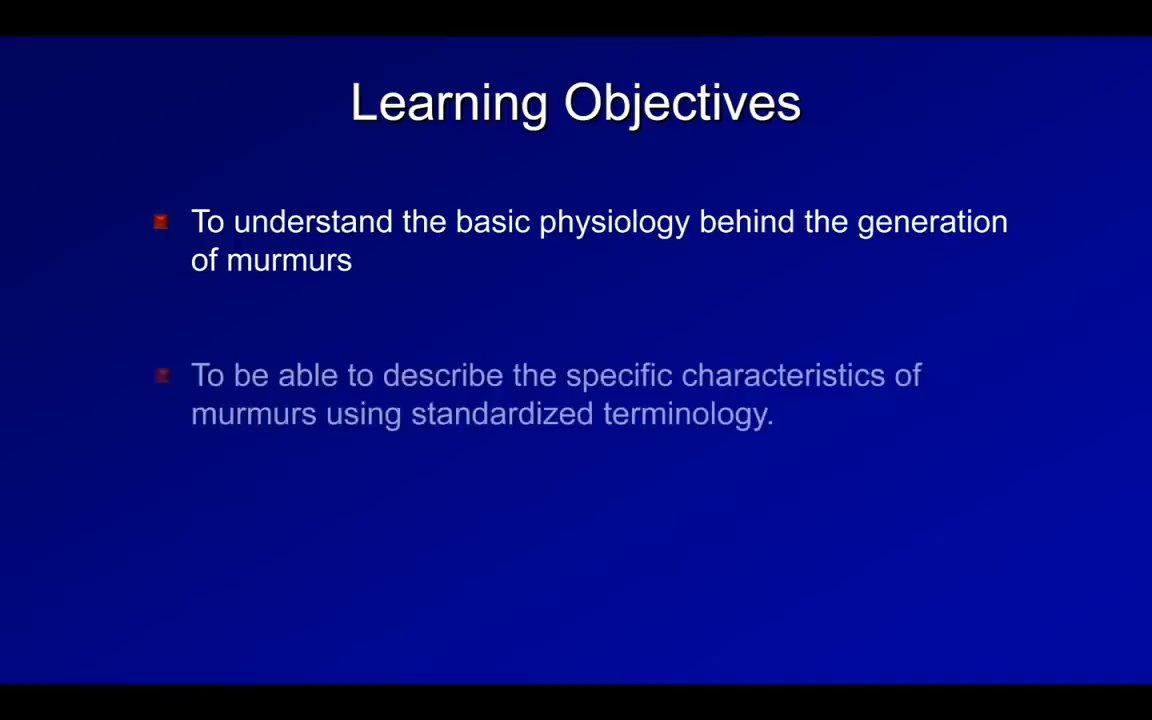 Learning Objectives
To understand the basic physiology behind the generation
of murmurs
To be able to describe the specific characteristics of
murmurs using standardized terminology.